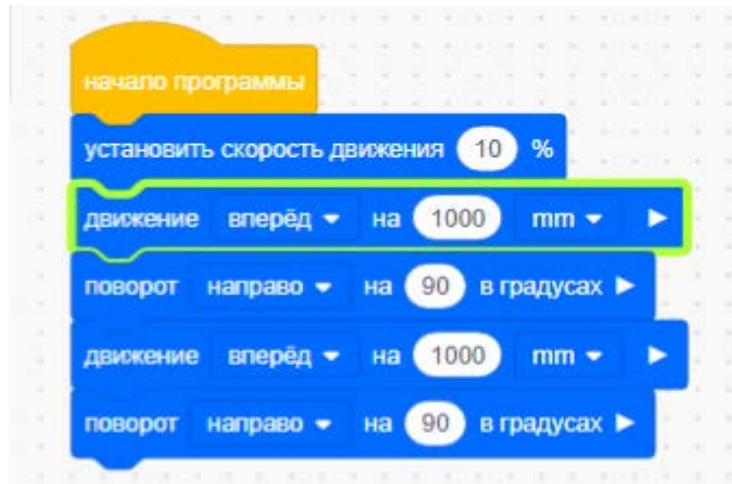 начало программы
установить скорость движения 10 %
движение вперёд на 1000 mm
поворот направо на 90 в градусах
движение вперёд на 1000 mm
поворот направо на 90 в градусах